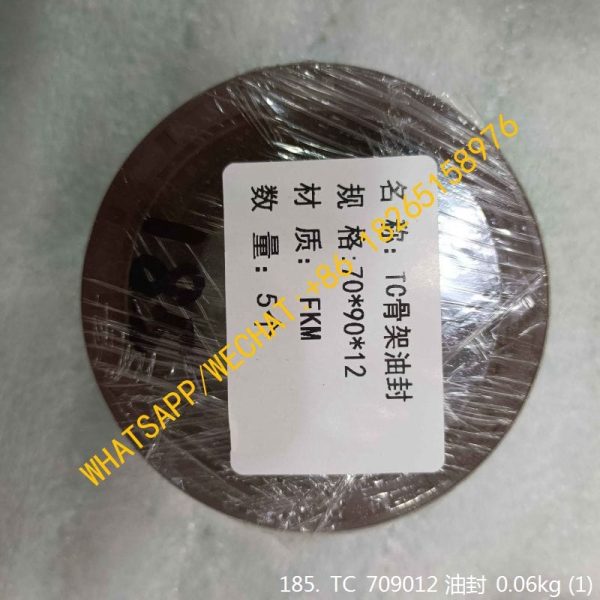 名 称: TC骨架油封
规 格:70*90*12
材 质: FKM
数 量: 5
WHATSAPP/WECHAT:+86 18265158976
185. TC 709012 油封 0.06kg (1)